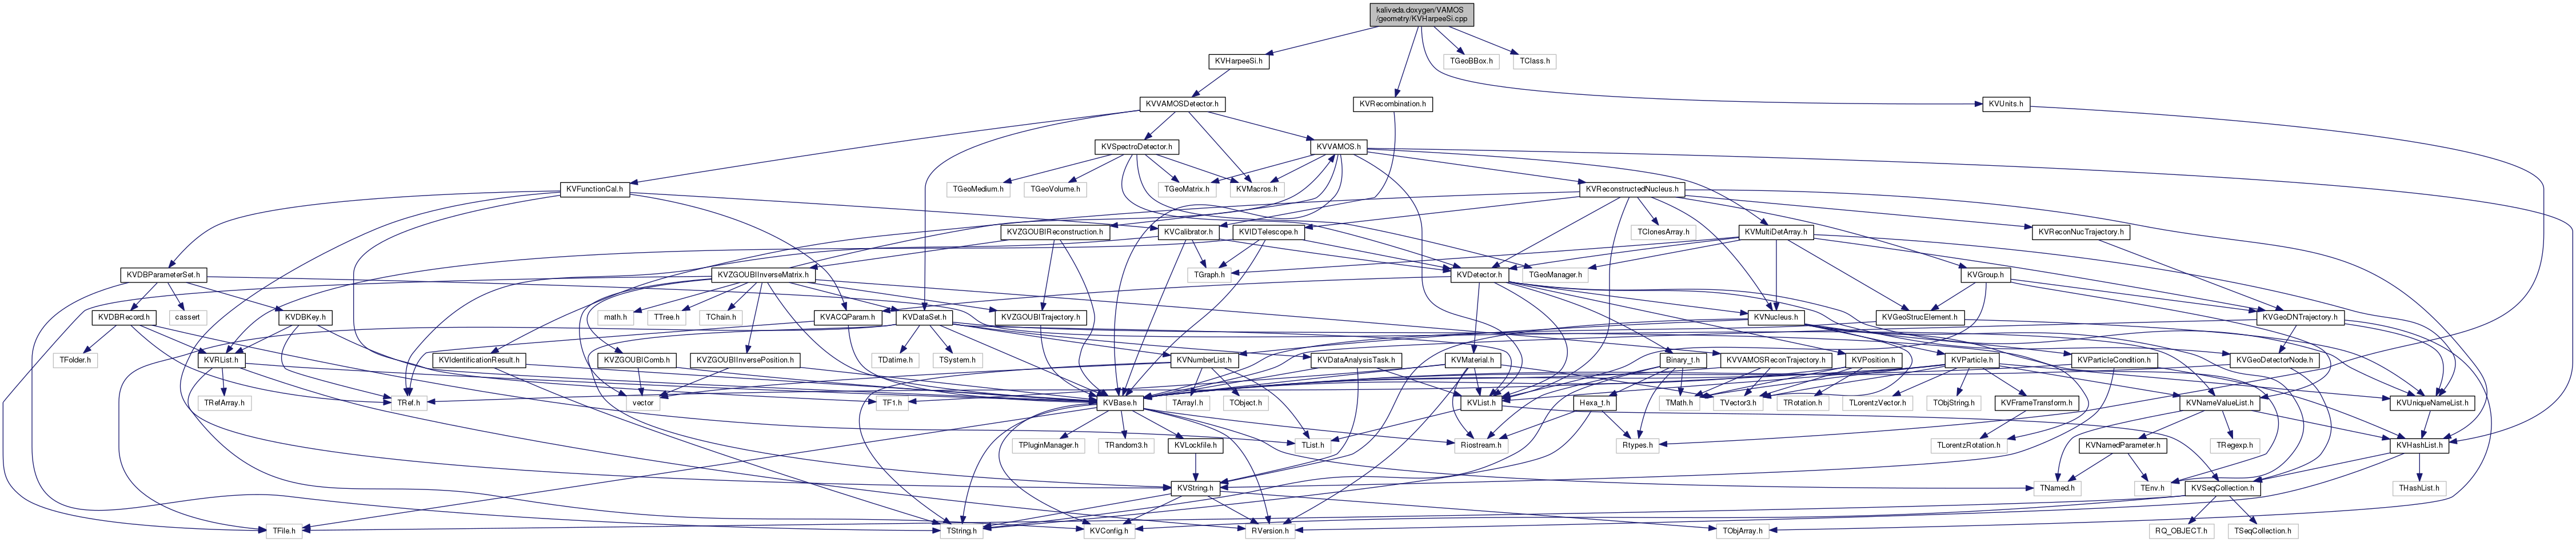 kaliveda.doxygen/VAMOS
/geometry/KVHarpeeSi.cpp
KVHarpeeSi.h
TGeoBBox.h
TClass.h
KVVAMOSDetector.h
KVRecombination.h
KVUnits.h
KVSpectroDetector.h
KVVAMOS.h
KVFunctionCal.h
TGeoMedium.h
TGeoVolume.h
TGeoMatrix.h
KVMacros.h
KVReconstructedNucleus.h
KVZGOUBIReconstruction.h
KVCalibrator.h
KVIDTelescope.h
TClonesArray.h
KVMultiDetArray.h
KVReconNucTrajectory.h
KVDBParameterSet.h
KVZGOUBIInverseMatrix.h
TGraph.h
KVDetector.h
TGeoManager.h
KVGroup.h
KVDBRecord.h
cassert
KVDBKey.h
math.h
TTree.h
TChain.h
KVACQParam.h
KVDataSet.h
KVZGOUBITrajectory.h
KVNucleus.h
KVGeoStrucElement.h
KVGeoDNTrajectory.h
TFolder.h
KVRList.h
KVIdentificationResult.h
KVZGOUBIComb.h
KVZGOUBIInversePosition.h
TDatime.h
TSystem.h
KVNumberList.h
KVDataAnalysisTask.h
KVMaterial.h
Binary_t.h
KVVAMOSReconTrajectory.h
KVPosition.h
KVParticle.h
KVParticleCondition.h
KVGeoDetectorNode.h
TRefArray.h
TRef.h
vector
TF1.h
KVBase.h
TArrayI.h
TObject.h
KVList.h
Hexa_t.h
TMath.h
TVector3.h
TRotation.h
TLorentzVector.h
TObjString.h
KVFrameTransform.h
KVNameValueList.h
KVUniqueNameList.h
TPluginManager.h
TRandom3.h
KVLockfile.h
TList.h
Riostream.h
Rtypes.h
TLorentzRotation.h
KVNamedParameter.h
TRegexp.h
KVHashList.h
KVString.h
TNamed.h
TEnv.h
KVSeqCollection.h
THashList.h
TFile.h
KVConfig.h
TString.h
RVersion.h
TObjArray.h
RQ_OBJECT.h
TSeqCollection.h